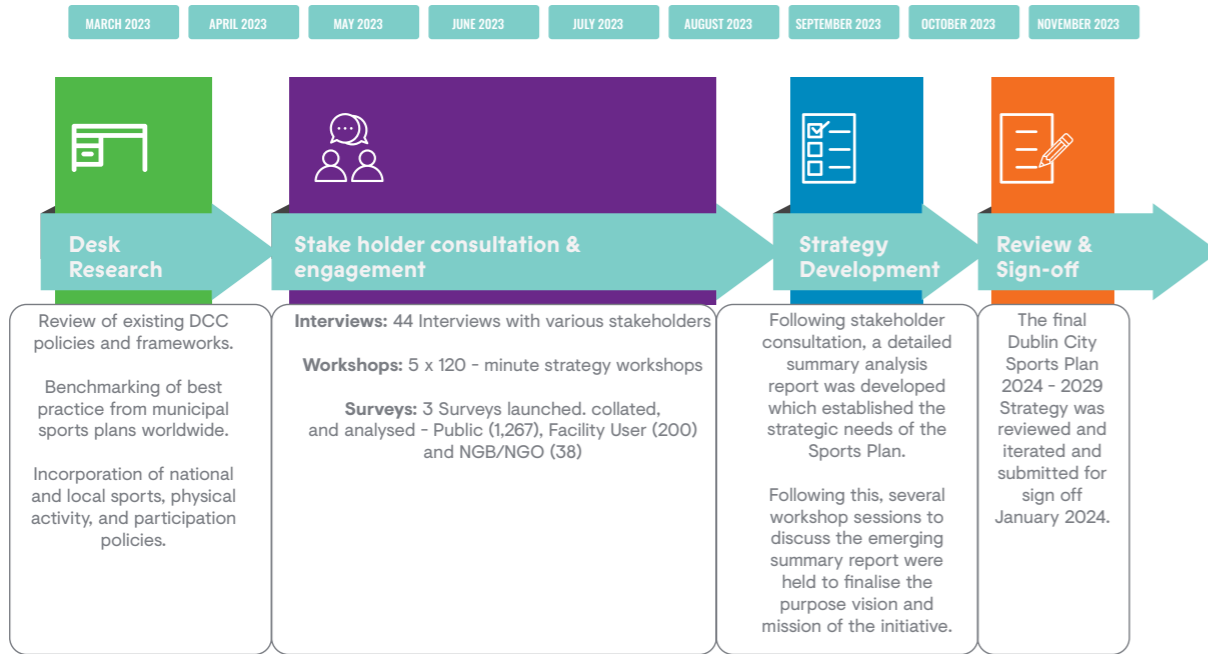 MARCH 2023
APRIL 2023
MAY 2023
JUNE 2023
JULY 2023
AUGUST 2023
SEPTEMBER 2023
OCTOBER 2023
NOVEMBER 2023
Desk
Research
Review of existing DCC
policies and frameworks.
Benchmarking of best
practice from municipal
sports plans worldwide.
Incorporation of national
and local sports, physical
activity, and participation
policies.
Stake holder consultation &
engagement
Interviews: 44 Interviews with various stakeholders
Workshops: 5 x 120 - minute strategy workshops
Surveys: 3 Surveys launched. collated,
and analysed - Public (1,267), Facility User (200)
and NGB/NGO (38)
Strategy
Development
Following stakeholder
consultation, a detailed
summary analysis
report was developed
which established the
strategic needs of the
Sports Plan.
Following this, several
workshop sessions to
discuss the emerging
summary report were
held to finalise the
purpose vision and
mission of the initiative.
Review &
Sign-off
The final
Dublin City
Sports Plan
2024 - 2029
Strategy was
reviewed and
iterated and
submitted for
sign off
January 2024.